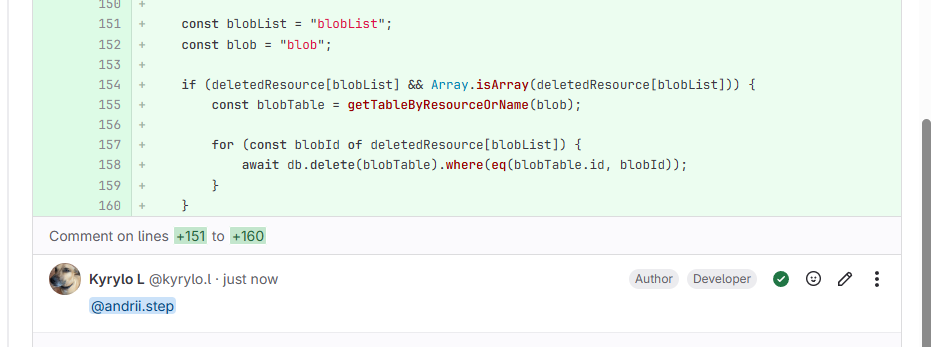 150 +
151 + const blobList = "blobList";
152 + const blob = "blob";
153 +
154 + if (deletedResource[blobList] && Array.isArray(deletedResource[blobList])) {
155 + const blobTable = getTableByResourceOrName(blob);
156 +
157 + for (const blobId of deletedResource[blobList]) {
158 + await db.delete(blobTable).where(eq(blobTable.id, blobId));
159 + }
160 + }
Comment on lines +151 to +160
Kyrylo L @kyrylo.l · just now Author Developer
@andrii.step